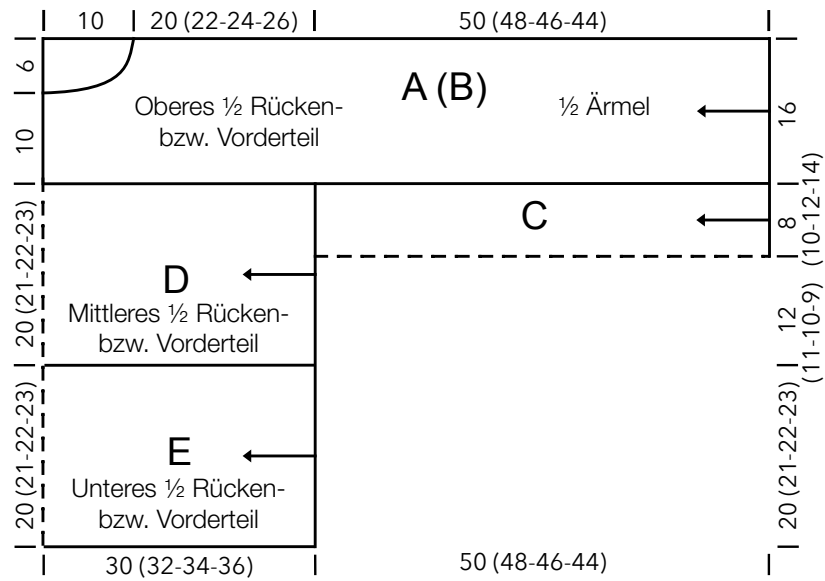 10
20 (22-24-26)
50 (48-46-44)
6
10
A (B)
Oberes ½ Rücken-
bzw. Vorderteil
½ Ärmel
16
20 (21-22-23)
C
8
(10-12-14)
D
Mittleres ½ Rücken-
bzw. Vorderteil
12
(11-10-9)
20 (21-22-23)
E
Unteres ½ Rücken-
bzw. Vorderteil
20 (21-22-23)
30 (32-34-36)
50 (48-46-44)